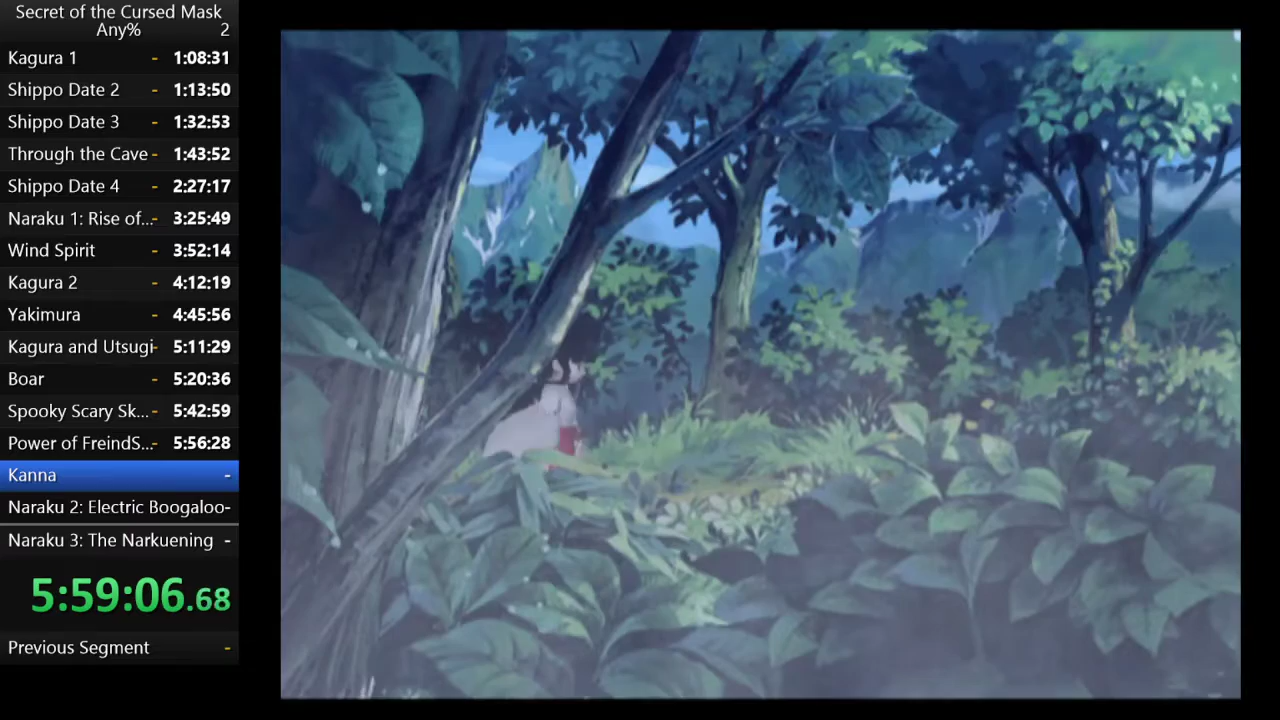 Secret of the Cursed Mask
Any% 2
Kagura 1 - 1:08:31
Shippo Date 2 - 1:13:50
Shippo Date 3 - 1:32:53
Through the Cave - 1:43:52
Shippo Date 4 - 2:27:17
Naraku 1: Rise of... - 3:25:49
Wind Spirit - 3:52:14
Kagura 2 - 4:12:19
Yakimura - 4:45:56
Kagura and Utsugi - 5:11:29
Boar - 5:20:36
Spooky Scary Sk... - 5:42:59
Power of FreindS... - 5:56:28
Kanna -
Naraku 2: Electric Boogaloo -
Naraku 3: The Narkuening -
5:59:06.68
Previous Segment -